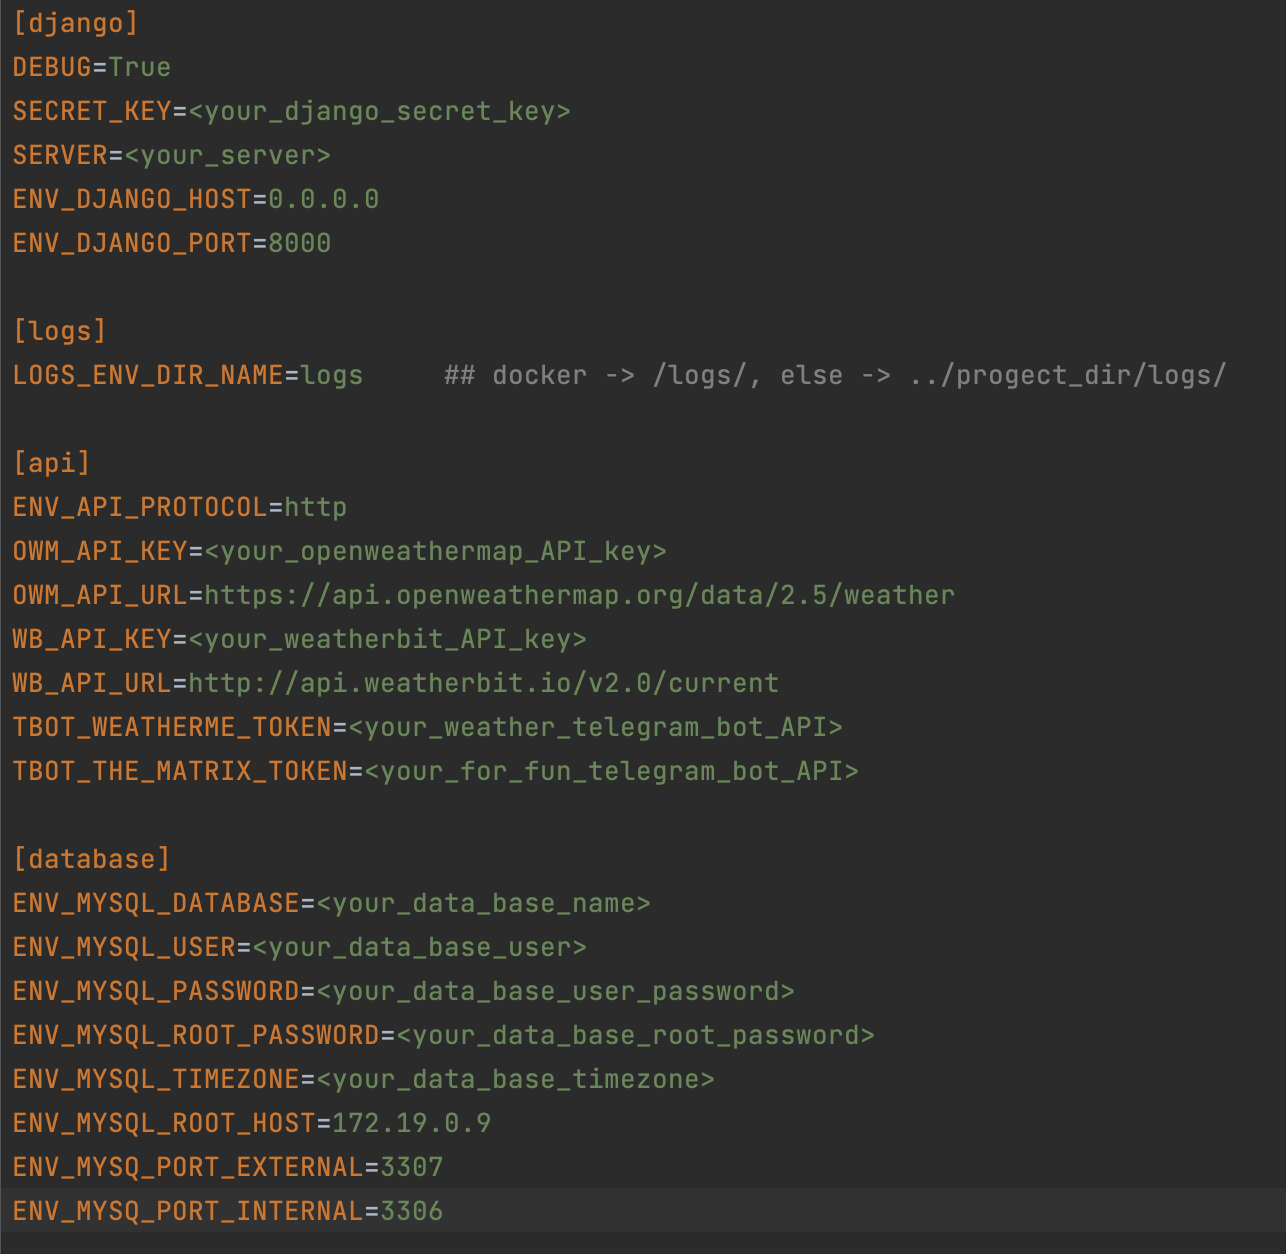 [django]
DEBUG=True
SECRET_KEY=<your_django_secret_key>
SERVER=<your_server>
ENV_DJANGO_HOST=0.0.0.0
ENV_DJANGO_PORT=8000
[logs]
LOGS_ENV_DIR_NAME=logs     ## docker -> /logs/, else -> ../progect_dir/logs/
[api]
ENV_API_PROTOCOL=http
OWM_API_KEY=<your_openweathermap_API_key>
OWM_API_URL=https://api.openweathermap.org/data/2.5/weather
WB_API_KEY=<your_weatherbit_API_key>
WB_API_URL=http://api.weatherbit.io/v2.0/current
TBOT_WEATHERME_TOKEN=<your_weather_telegram_bot_API>
TBOT_THE_MATRIX_TOKEN=<your_for_fun_telegram_bot_API>
[database]
ENV_MYSQL_DATABASE=<your_data_base_name>
ENV_MYSQL_USER=<your_data_base_user>
ENV_MYSQL_PASSWORD=<your_data_base_user_password>
ENV_MYSQL_ROOT_PASSWORD=<your_data_base_root_password>
ENV_MYSQL_TIMEZONE=<your_data_base_timezone>
ENV_MYSQL_ROOT_HOST=172.19.0.9
ENV_MYSQ_PORT_EXTERNAL=3307
ENV_MYSQ_PORT_INTERNAL=3306